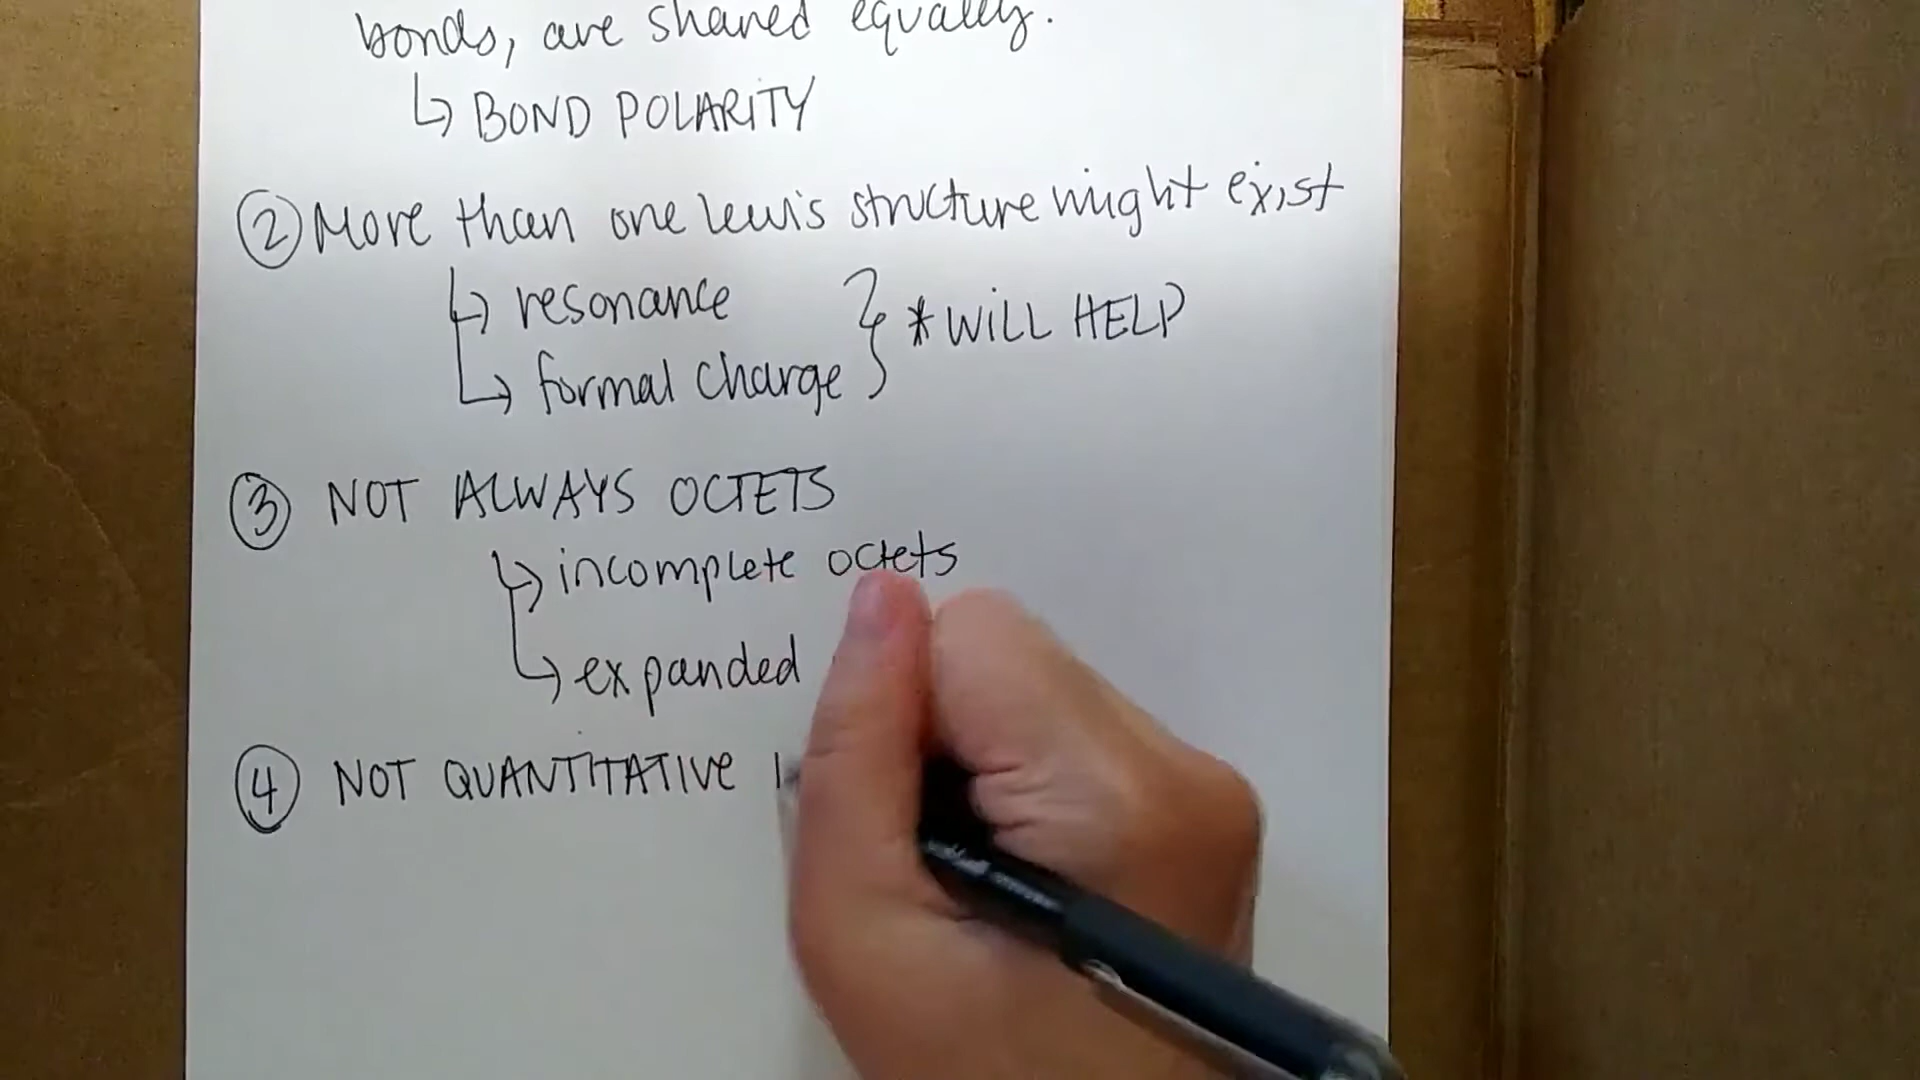 bonds, are shared equally.
↳ BOND POLARITY
② More than one lewis structure might exist
↳ resonance
↳ formal charge } * WILL HELP
③ NOT ALWAYS OCTETS
↳ incomplete octets
↳ expanded
④ NOT QUANTITATIVE